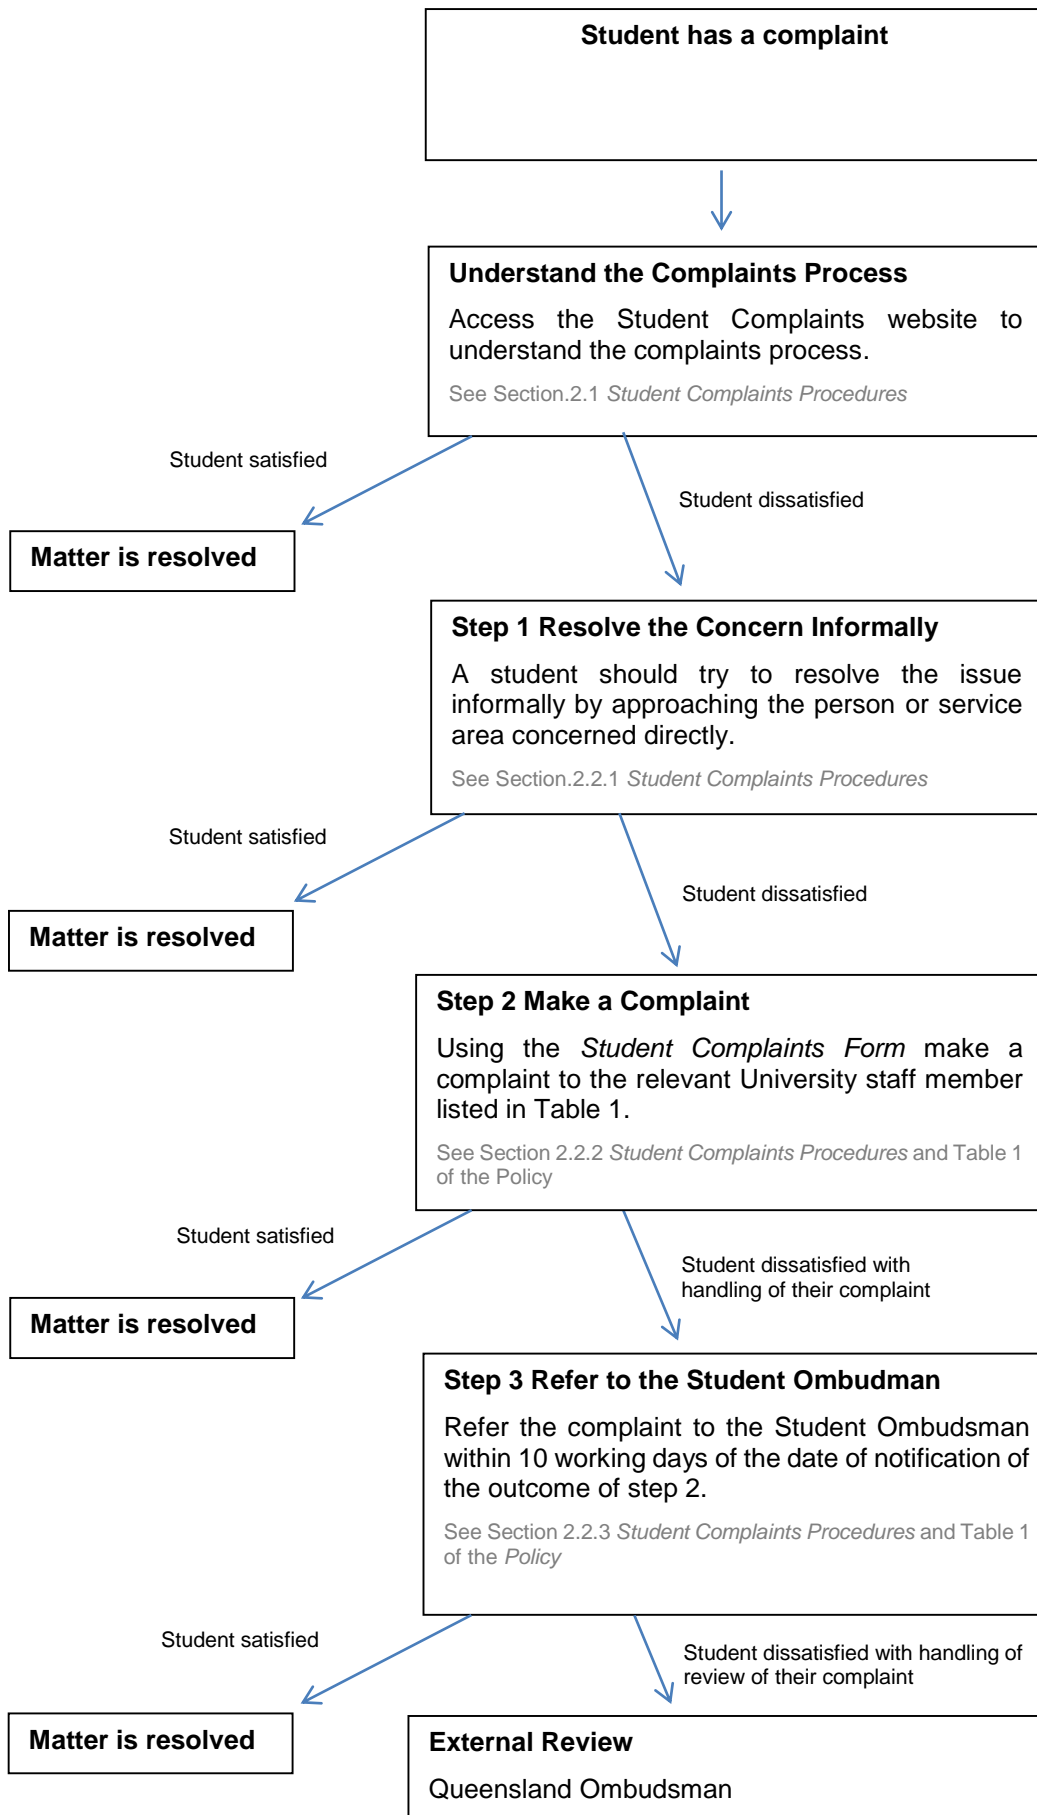 Student has a complaint
Understand the Complaints Process
Access the Student Complaints website to
understand the complaints process.
See Section.2.1 Student Complaints Procedures
Student satisfied
Student dissatisfied
Matter is resolved
Step 1 Resolve the Concern Informally
A student should try to resolve the issue
informally by approaching the person or service
area concerned directly.
See Section.2.2.1 Student Complaints Procedures
Student satisfied
Student dissatisfied
Matter is resolved
Step 2 Make a Complaint
Using the Student Complaints Form make a
complaint to the relevant University staff member
listed in Table 1.
See Section 2.2.2 Student Complaints Procedures and Table 1
of the Policy
Student satisfied
Student dissatisfied with
handling of their complaint
Matter is resolved
Step 3 Refer to the Student Ombudman
Refer the complaint to the Student Ombudsman
within 10 working days of the date of notification of
the outcome of step 2.
See Section 2.2.3 Student Complaints Procedures and Table 1
of the Policy
Student satisfied
Student dissatisfied with handling of
review of their complaint
Matter is resolved
External Review
Queensland Ombudsman